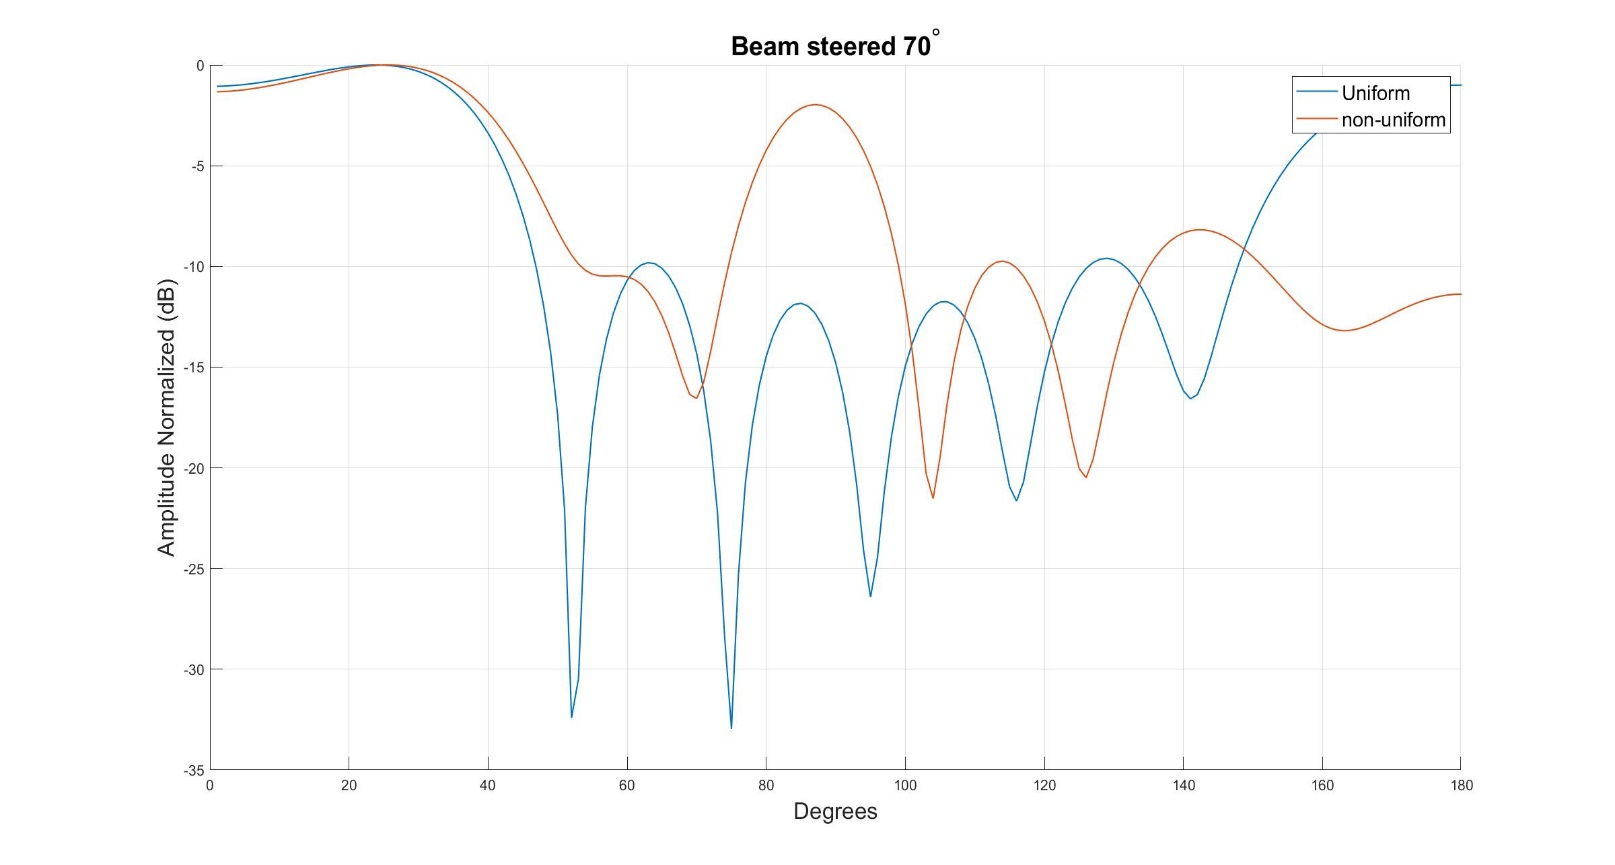 Beam steered 70°
Uniform
non-uniform
Amplitude Normalized (dB)
0
-5
-10
-15
-20
-25
-30
-35
0 20 40 60 80 100 120 140 160 180
Degrees